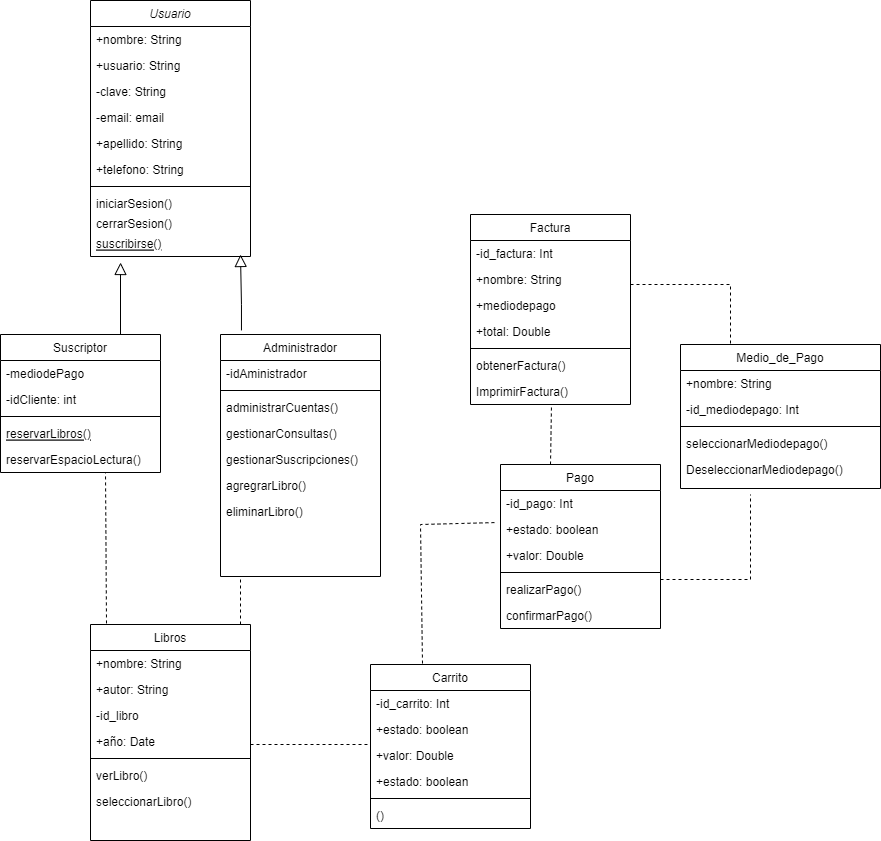 Usuario
+nombre: String
+usuario: String
-clave: String
-email: email
+apellido: String
+telefono: String
iniciarSesion()
cerrarSesion()
suscribirse()
Suscriptor
-mediodePago
-idCliente: int
reservarLibros()
reservarEspacioLectura()
Administrador
-idAministrador
administrarCuentas()
gestionarConsultas()
gestionarSuscripciones()
agregrarLibro()
eliminarLibro()
Factura
-id_factura: Int
+nombre: String
+mediodepago
+total: Double
obtenerFactura()
ImprimirFactura()
Medio_de_Pago
+nombre: String
-id_mediodepago: Int
seleccionarMediodepago()
DeseleccionarMediodepago()
Pago
-id_pago: Int
+estado: boolean
+valor: Double
realizarPago()
confirmarPago()
Libros
+nombre: String
+autor: String
-id_libro
+año: Date
verLibro()
seleccionarLibro()
Carrito
-id_carrito: Int
+estado: boolean
+valor: Double
+estado: boolean
()